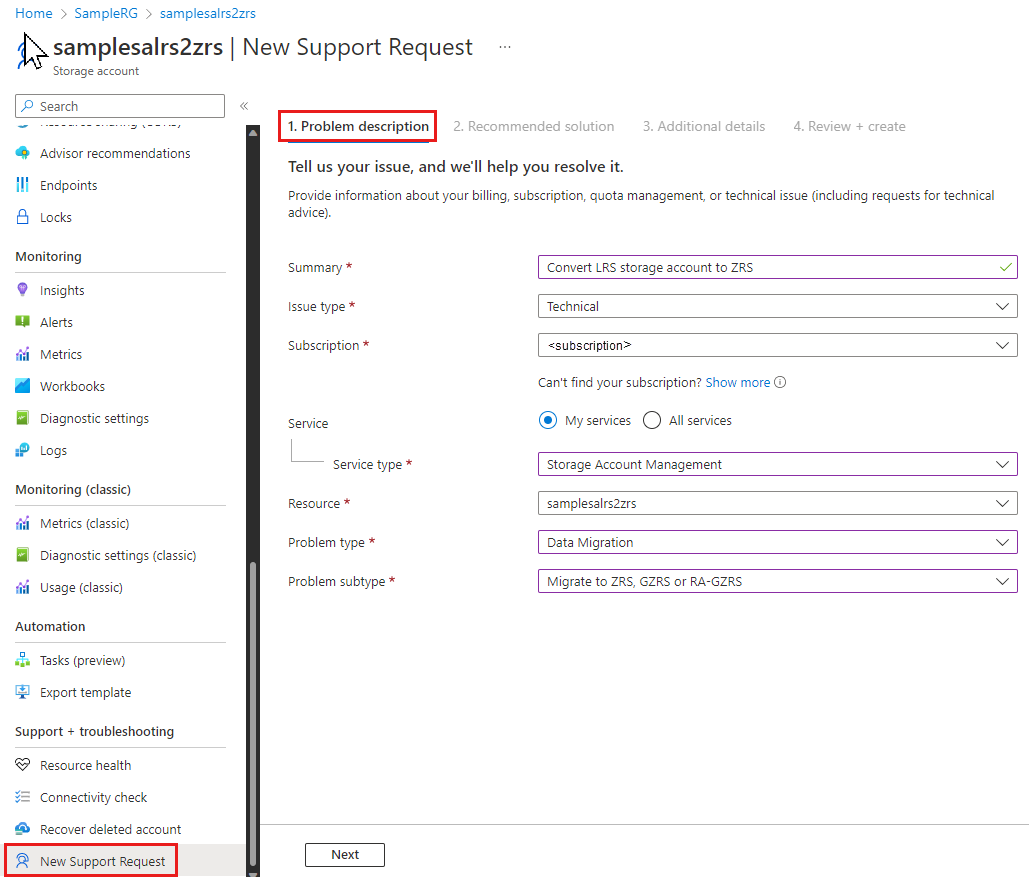 Home > SampleRG > samplesalrs2zrs
samplesalrs2zrs | New Support Request ...
Storage account
Search «
Advisor recommendations
Endpoints
Locks
Monitoring
Insights
Alerts
Metrics
Workbooks
Diagnostic settings
Logs
Monitoring (classic)
Metrics (classic)
Diagnostic settings (classic)
Usage (classic)
Automation
Tasks (preview)
Export template
Support + troubleshooting
Resource health
Connectivity check
Recover deleted account
New Support Request
1. Problem description 2. Recommended solution 3. Additional details 4. Review + create
Tell us your issue, and we'll help you resolve it.
Provide information about your billing, subscription, quota management, or technical issue (including requests for technical
advice).
Summary * Convert LRS storage account to ZRS
Issue type * Technical
Subscription * <subscription>
Can't find your subscription? Show more
Service My services All services
Service type * Storage Account Management
Resource * samplesalrs2zrs
Problem type * Data Migration
Problem subtype * Migrate to ZRS, GZRS or RA-GZRS
Next